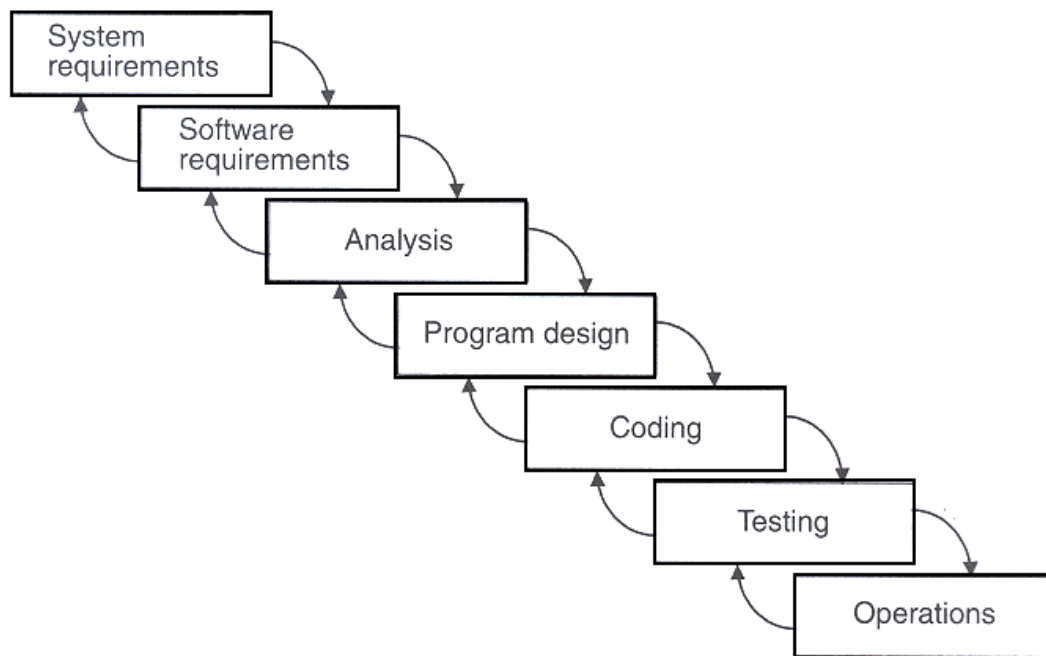 System
requirements
Software
requirements
Analysis
Program design
Coding
Testing
Operations